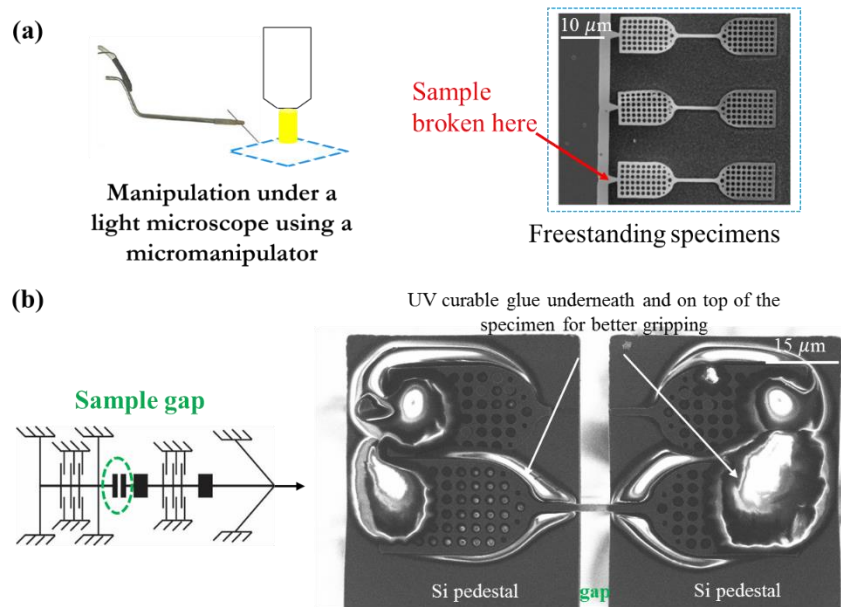 (a)
10 μm
Sample
broken here
Manipulation under a
light microscope using a
micromanipulator
Freestanding specimens
(b)
UV curable glue underneath and on top of the
specimen for better gripping
15 μm
Sample gap
Si pedestal
gap
Si pedestal